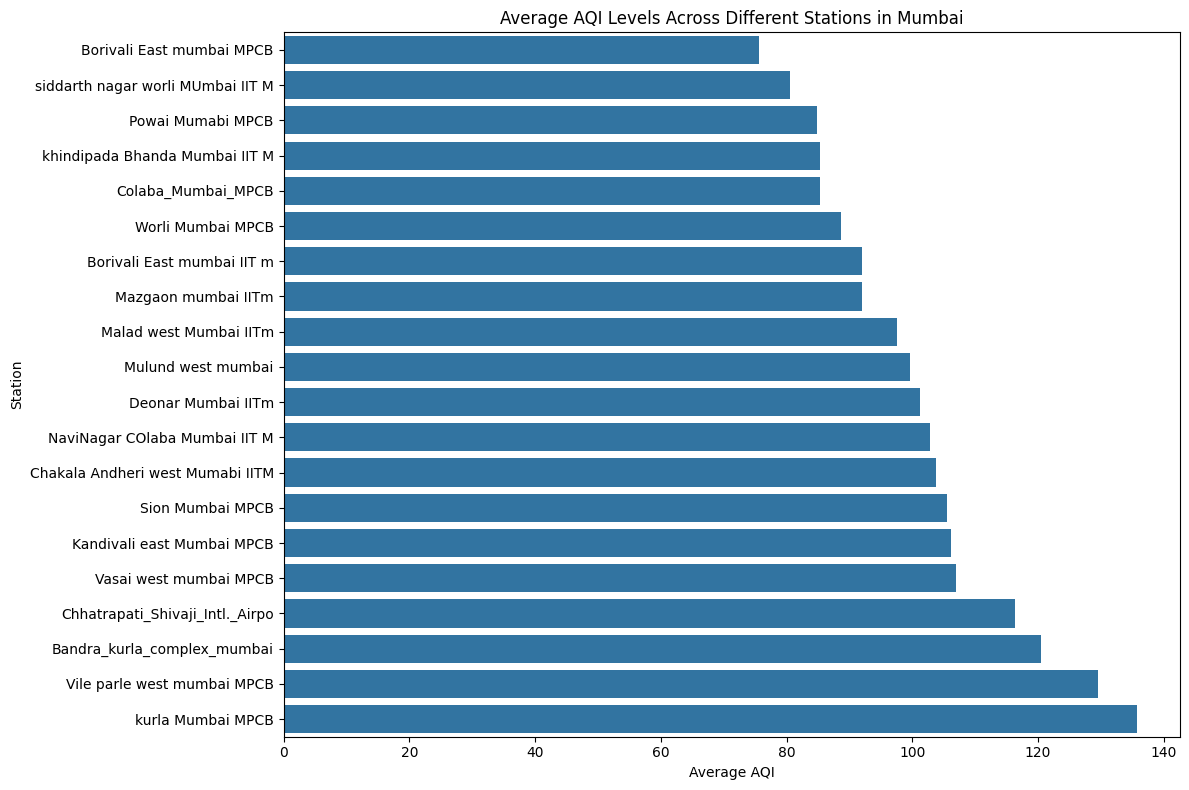 Average AQI Levels Across Different Stations in Mumbai
Station
Borivali East mumbai MPCB
siddarth nagar worli MUmbai IIT M
Powai Mumabi MPCB
khindipada Bhanda Mumbai IIT M
Colaba_Mumbai_MPCB
Worli Mumbai MPCB
Borivali East mumbai IIT m
Mazgaon mumbai IITm
Malad west Mumbai IITm
Mulund west mumbai
Deonar Mumbai IITm
NaviNagar COlaba Mumbai IIT M
Chakala Andheri west Mumabi IITM
Sion Mumbai MPCB
Kandivali east Mumbai MPCB
Vasai west mumbai MPCB
Chhatrapati_Shivaji_Intl._Airpo
Bandra_kurla_complex_mumbai
Vile parle west mumbai MPCB
kurla Mumbai MPCB
0 20 40 60 80 100 120 140
Average AQI